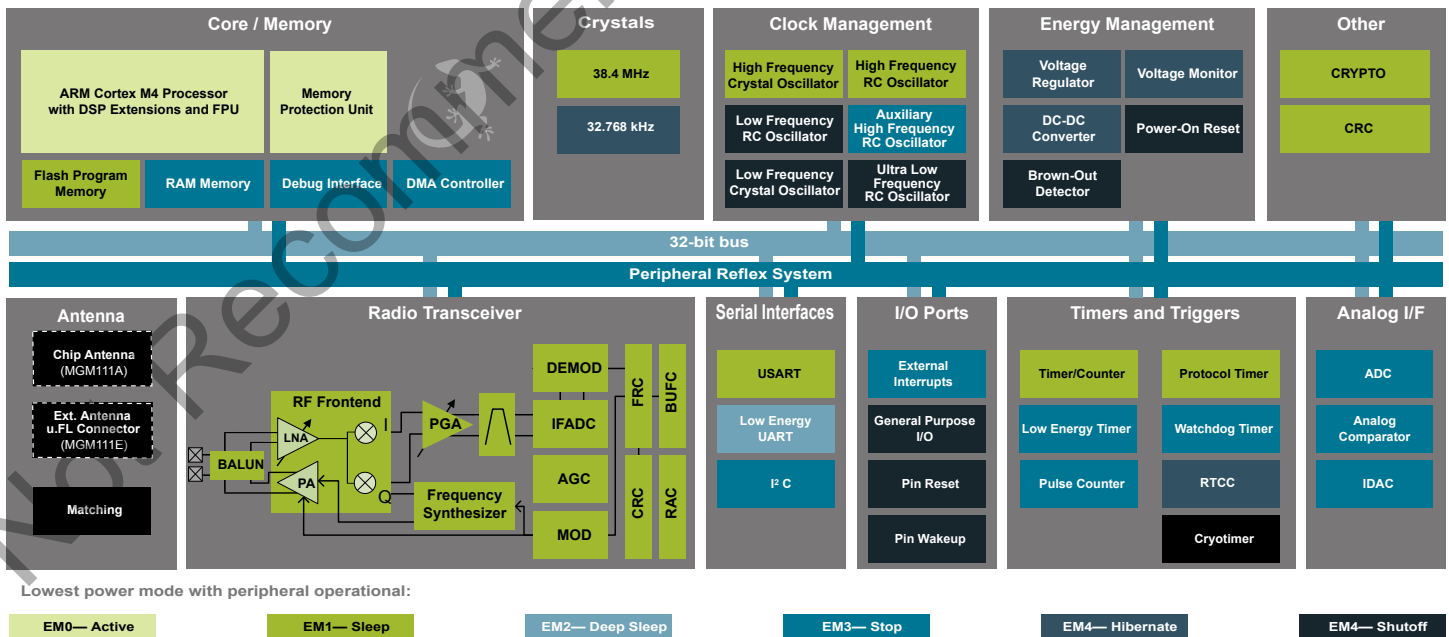 Core / Memory
ARM Cortex M4 Processor
with DSP Extensions and FPU
Memory
Protection Unit
Flash Program
Memory
RAM Memory
Debug Interface
DMA Controller
Crystals
38.4 MHz
32.768 kHz
Clock Management
High Frequency
Crystal Oscillator
High Frequency
RC Oscillator
Low Frequency
RC Oscillator
Auxiliary
High Frequency
RC Oscillator
Low Frequency
Crystal Oscillator
Ultra Low
Frequency
RC Oscillator
Energy Management
Voltage
Regulator
Voltage Monitor
DC-DC
Converter
Power-On Reset
Brown-Out
Detector
Other
CRYPTO
CRC
32-bit bus
Peripheral Reflex System
Antenna
Chip Antenna
(MGM111A)
Ext. Antenna
u.FL Connector
(MGM111E)
Matching
Radio Transceiver
RF Frontend
LNA
I
BALUN
PA
Q
PGA
Frequency
Synthesizer
DEMOD
IFADC
AGC
MOD
FRC
BUFC
CRC
RAC
Serial Interfaces
USART
Low Energy
UART
I² C
I/O Ports
External
Interrupts
General Purpose
I/O
Pin Reset
Pin Wakeup
Timers and Triggers
Timer/Counter
Protocol Timer
Low Energy Timer
Watchdog Timer
Pulse Counter
RTCC
Cryotimer
Analog I/F
ADC
Analog
Comparator
IDAC
Lowest power mode with peripheral operational:
EM0— Active
EM1— Sleep
EM2— Deep Sleep
EM3— Stop
EM4— Hibernate
EM4— Shutoff